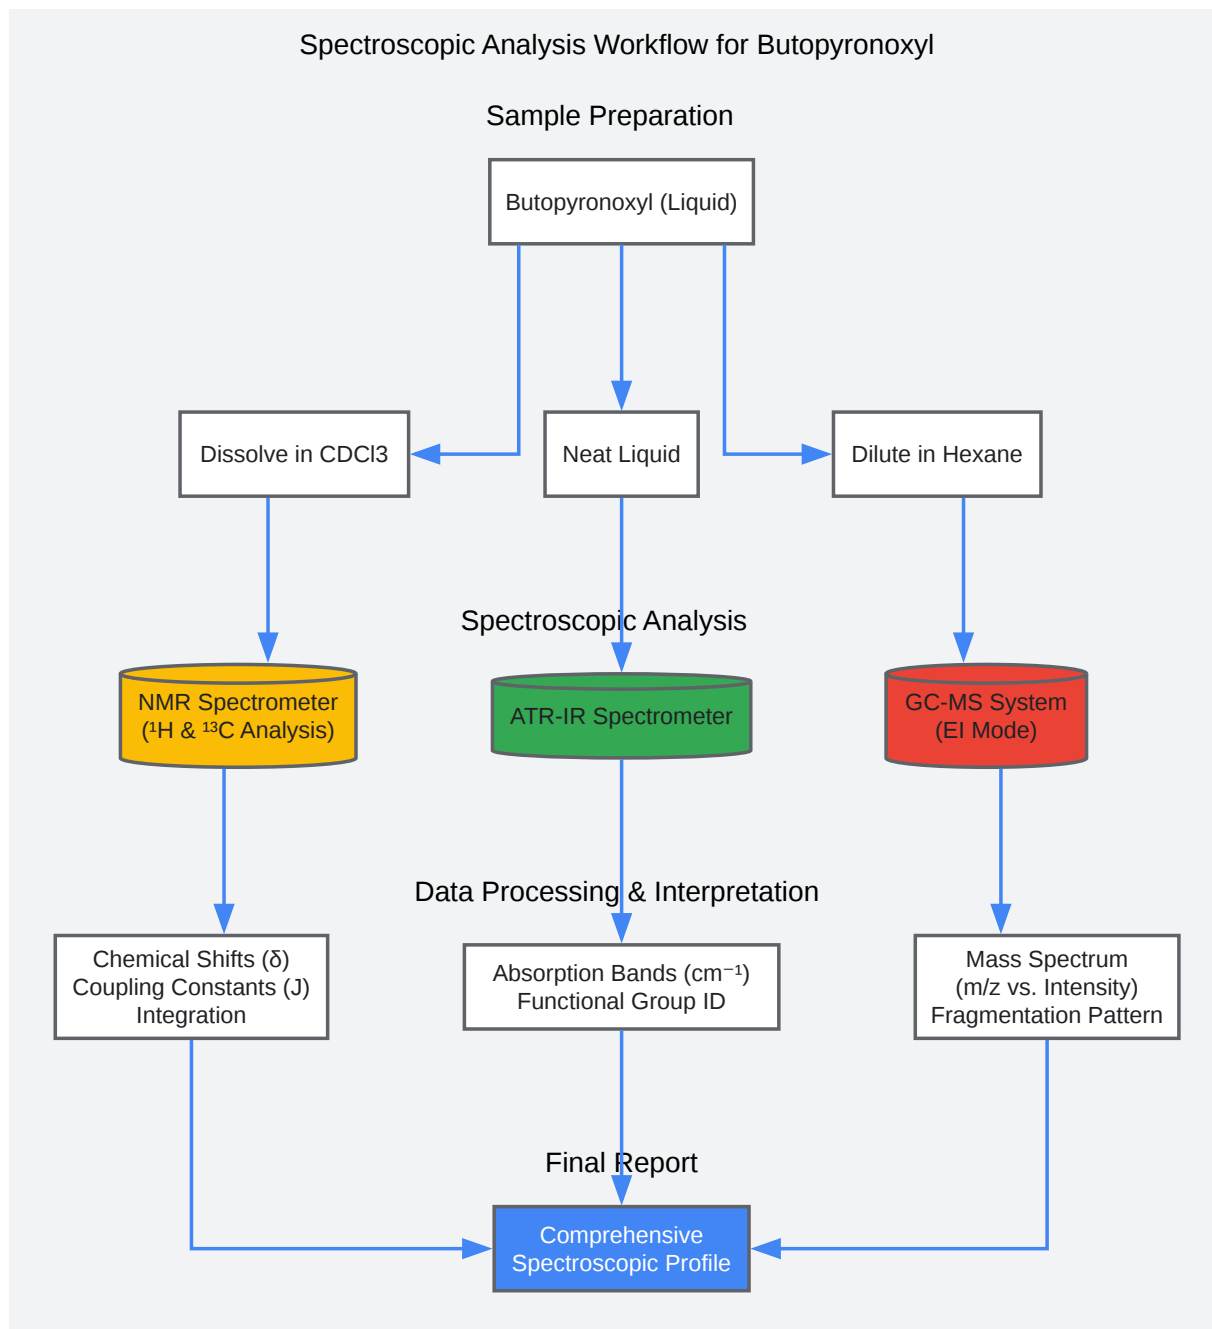 Spectroscopic Analysis Workflow for Butopyronoxyl
Sample Preparation
Butopyronoxyl (Liquid)
Dissolve in CDCl3
Neat Liquid
Dilute in Hexane
Spectroscopic Analysis
NMR Spectrometer
(¹H & ¹³C Analysis)
ATR-IR Spectrometer
GC-MS System
(EI Mode)
Data Processing & Interpretation
Chemical Shifts (δ)
Coupling Constants (J)
Integration
Absorption Bands (cm⁻¹)
Functional Group ID
Mass Spectrum
(m/z vs. Intensity)
Fragmentation Pattern
Final Report
Comprehensive
Spectroscopic Profile